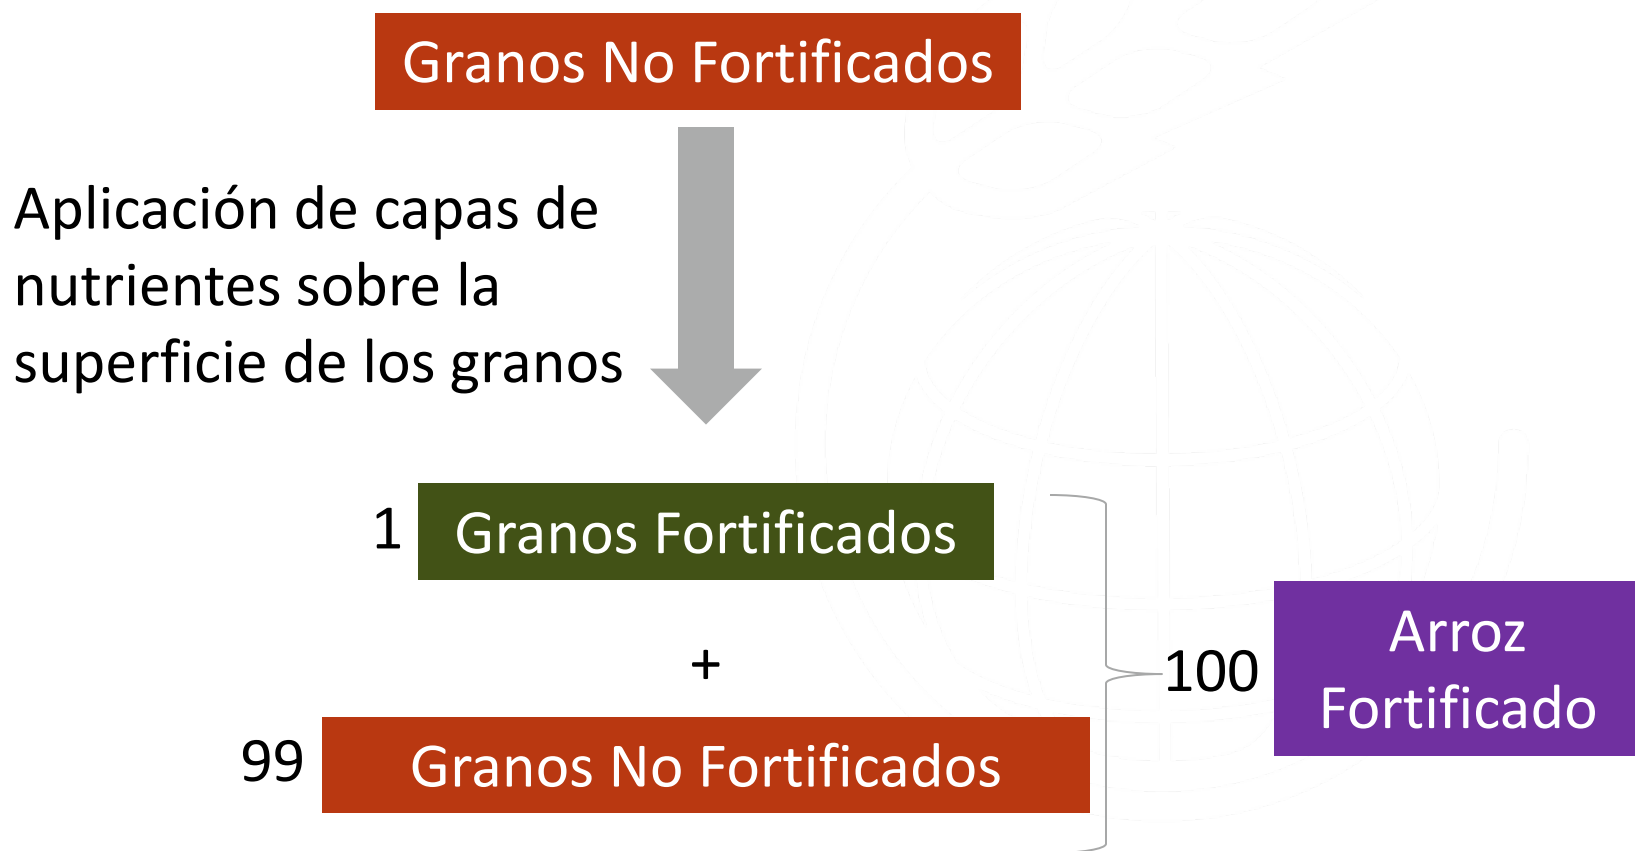 Granos No Fortificados
Aplicación de capas de
nutrientes sobre la
superficie de los granos
1 Granos Fortificados
+
99 Granos No Fortificados
100
Arroz
Fortificado